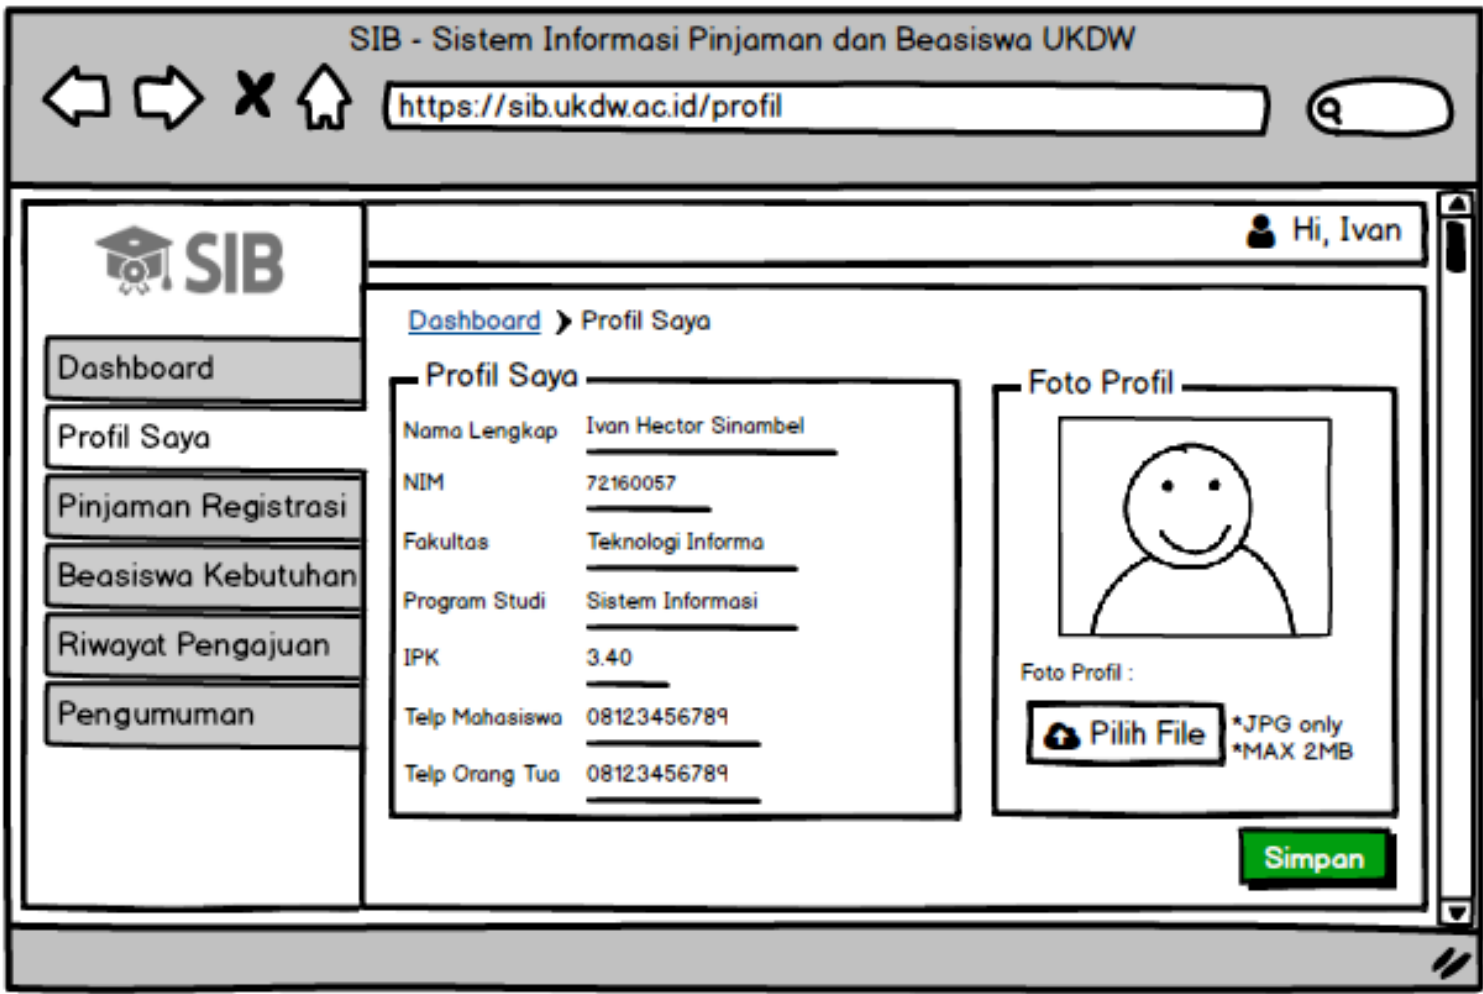 SIB - Sistem Informasi Pinjaman dan Beasiswa UKDW
https://sib.ukdw.ac.id/profil
SIB
Hi, Ivan
Dashboard
Profil Saya
Pinjaman Registrasi
Beasiswa Kebutuhan
Riwayat Pengajuan
Pengumuman
Dashboard > Profil Saya
Profil Saya
Nama Lengkap Ivan Hector Sinambel
NIM 72160057
Fakultas Teknologi Informa
Program Studi Sistem Informasi
IPK 3.40
Telp Mahasiswa 08123456789
Telp Orang Tua 08123456789
Foto Profil
Foto Profil :
Pilih File
*JPG only
*MAX 2MB
Simpan